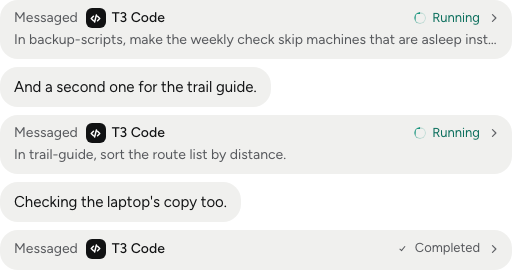 Messaged T3 Code Running
In backup-scripts, make the weekly check skip machines that are asleep inst...
And a second one for the trail guide.
Messaged T3 Code Running
In trail-guide, sort the route list by distance.
Checking the laptop's copy too.
Messaged T3 Code Completed